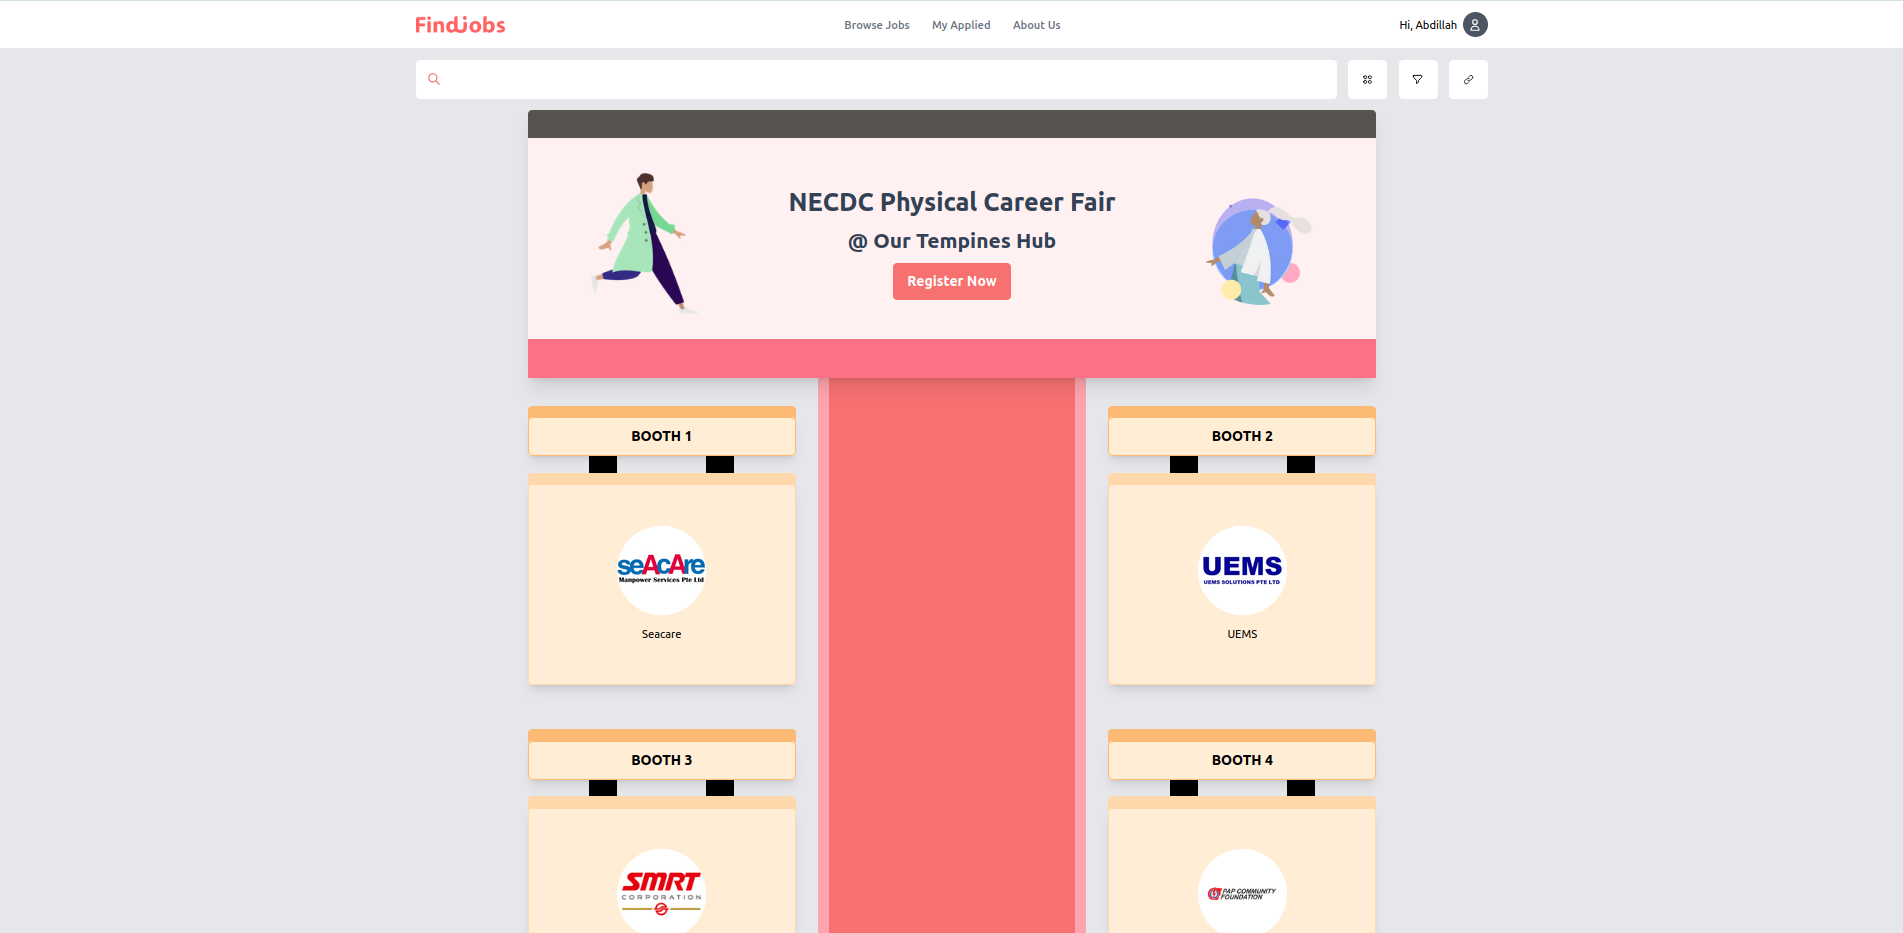 Findjobs
Browse Jobs
My Applied
About Us
Hi, Abdillah
NECDC Physical Career Fair
@ Our Tempines Hub
Register Now
BOOTH 1
BOOTH 2
seAcAre
Manpower Services Pte Ltd
UEMS
UEMS SOLUTIONS PTE LTD
Seacare
UEMS
BOOTH 3
BOOTH 4
SMRT
CORPORATION
PAP COMMUNITY
FOUNDATION